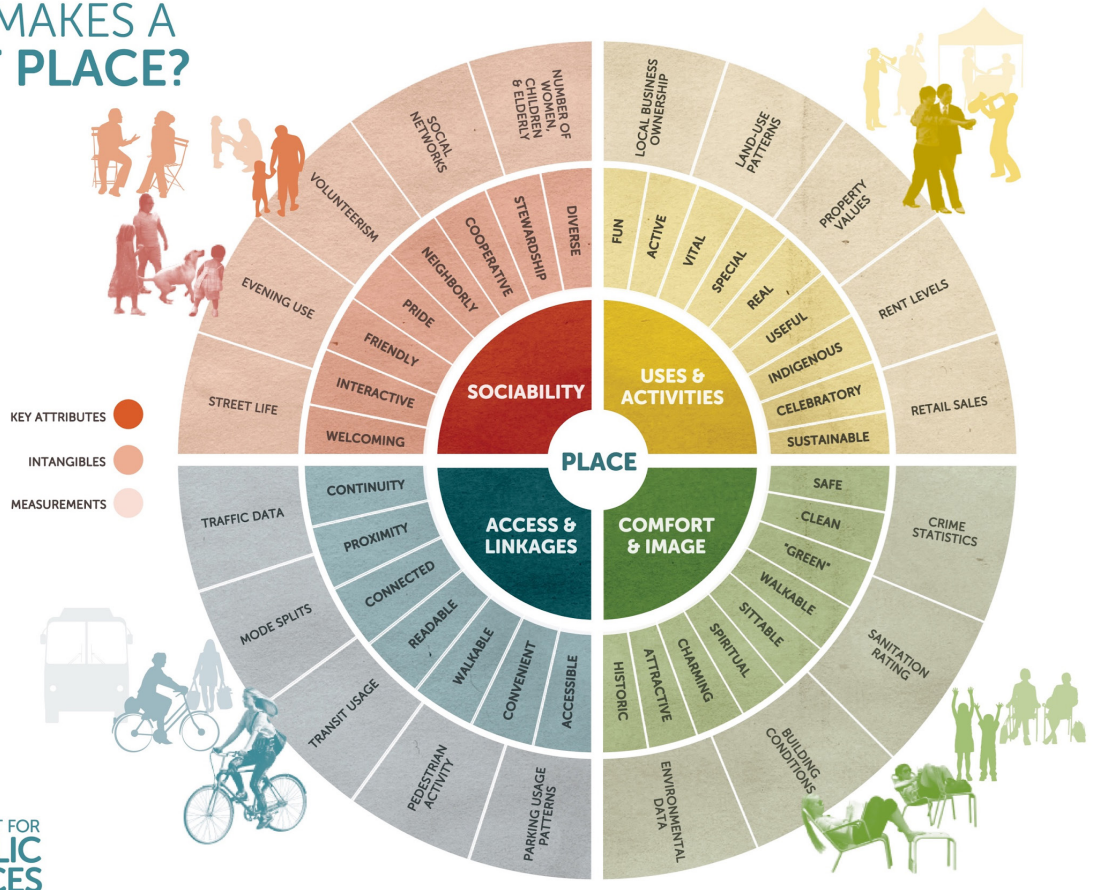 MAKES A
PLACE?
KEY ATTRIBUTES
INTANGIBLES
MEASUREMENTS
PLACE
SOCIABILITY
WELCOMING
INTERACTIVE
FRIENDLY
PRIDE
NEIGHBORLY
COOPERATIVE
STEWARDSHIP
DIVERSE
STREET LIFE
EVENING USE
VOLUNTEERISM
SOCIAL
NETWORKS
NUMBER OF
WOMEN,
CHILDREN
& ELDERLY
USES &
ACTIVITIES
FUN
ACTIVE
VITAL
SPECIAL
REAL
USEFUL
INDIGENOUS
CELEBRATORY
SUSTAINABLE
LOCAL BUSINESS
OWNERSHIP
LAND-USE
PATTERNS
PROPERTY
VALUES
RENT LEVELS
RETAIL SALES
COMFORT
& IMAGE
SAFE
CLEAN
"GREEN"
WALKABLE
SITTABLE
SPIRITUAL
CHARMING
ATTRACTIVE
HISTORIC
CRIME
STATISTICS
SANITATION
RATING
BUILDING
CONDITIONS
ENVIRONMENTAL
DATA
ACCESS &
LINKAGES
CONTINUITY
PROXIMITY
CONNECTED
READABLE
WALKABLE
CONVENIENT
ACCESSIBLE
TRAFFIC DATA
MODE SPLITS
TRANSIT USAGE
PEDESTRIAN
ACTIVITY
PARKING USAGE
PATTERNS
T FOR
LIC
CES